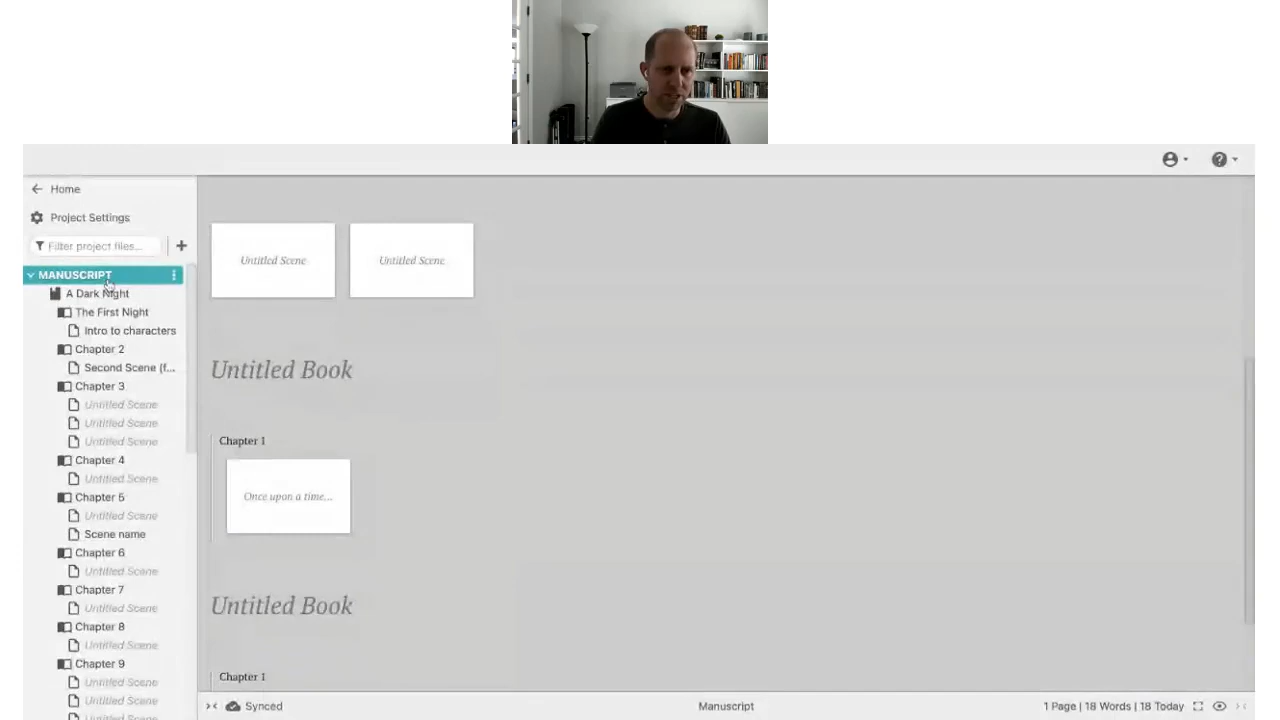 Home
Project Settings
Filter project files...
MANUSCRIPT
A Dark Night
The First Night
Intro to characters
Chapter 2
Second Scene (f...
Chapter 3
Untitled Scene
Untitled Scene
Untitled Scene
Chapter 4
Untitled Scene
Chapter 5
Untitled Scene
Scene name
Chapter 6
Untitled Scene
Chapter 7
Untitled Scene
Chapter 8
Untitled Scene
Chapter 9
Untitled Scene
Untitled Scene
Untitled Scene
Untitled Scene Untitled Scene
Untitled Book
Chapter 1
Once upon a time...
Untitled Book
Chapter 1
Synced Manuscript 1 Page | 18 Words | 18 Today